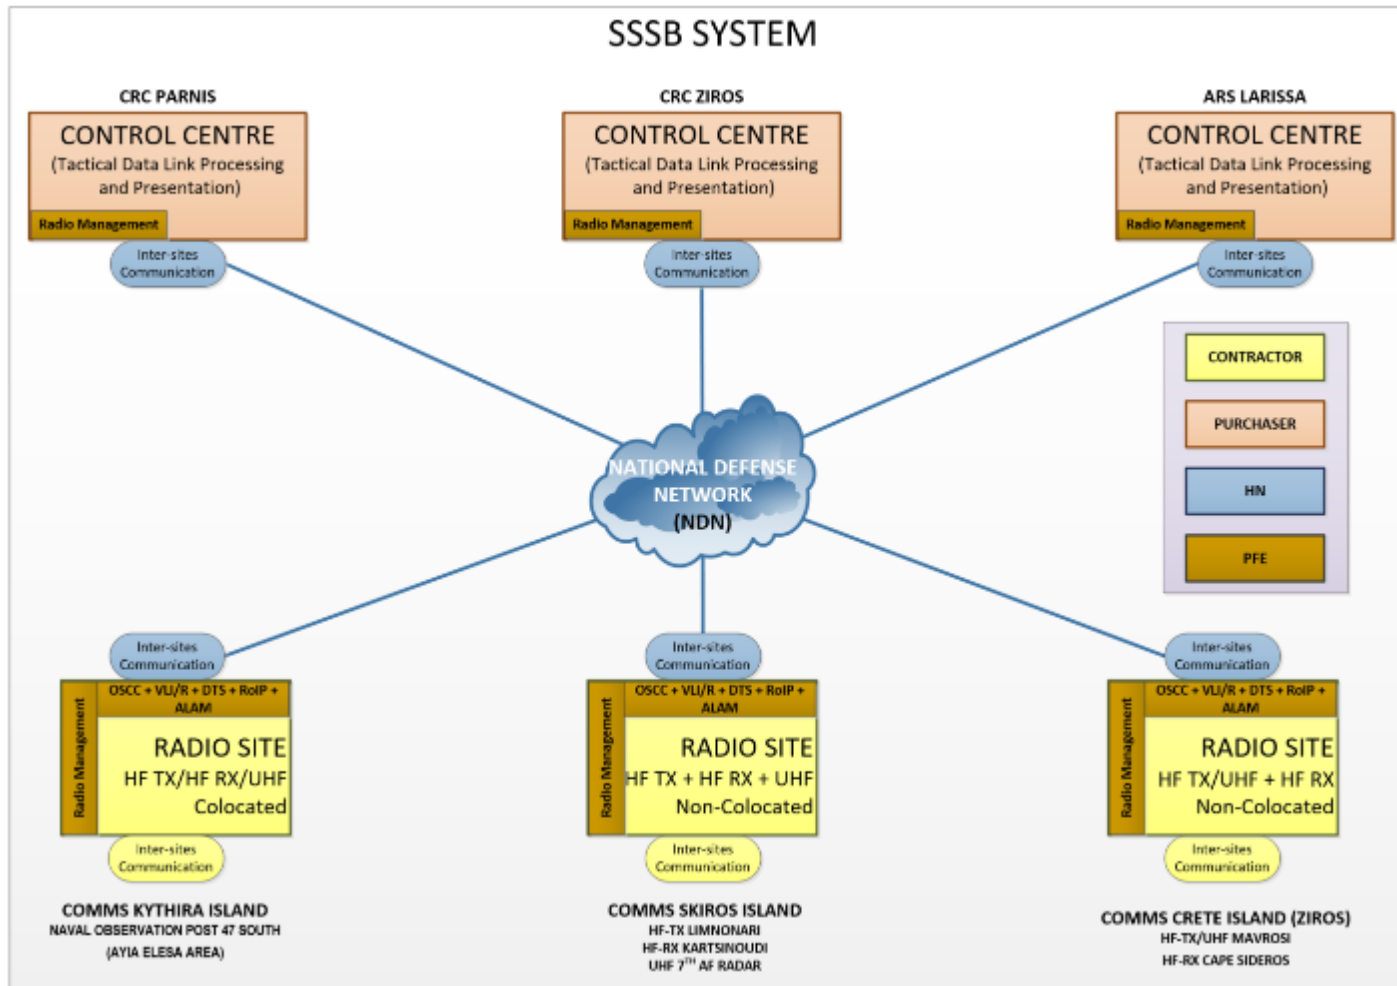 SSSB SYSTEM
CRC PARNIS
CONTROL CENTRE
(Tactical Data Link Processing
and Presentation)
Radio Management
Inter-sites
Communication
CRC ZIROS
CONTROL CENTRE
(Tactical Data Link Processing
and Presentation)
Radio Management
Inter-sites
Communication
ARS LARISSA
CONTROL CENTRE
(Tactical Data Link Processing
and Presentation)
Radio Management
Inter-sites
Communication
CONTRACTOR
PURCHASER
HN
PFE
NATIONAL DEFENSE
NETWORK
(NDN)
Inter-sites
Communication
OSCC + VLI/R + DTS + RoIP +
ALAM
Radio Management
RADIO SITE
HF TX/HF RX/UHF
Colocated
Inter-sites
Communication
COMMS KYTHIRA ISLAND
NAVAL OBSERVATION POST 47 SOUTH
(AYIA ELESA AREA)
Inter-sites
Communication
OSCC + VLI/R + DTS + RoIP +
ALAM
Radio Management
RADIO SITE
HF TX + HF RX + UHF
Non-Colocated
Inter-sites
Communication
COMMS SKIROS ISLAND
HF-TX LIMNONARI
HF-RX KARTSINOUDI
UHF 7TH AF RADAR
Inter-sites
Communication
OSCC + VLI/R + DTS + RoIP +
ALAM
Radio Management
RADIO SITE
HF TX/UHF + HF RX
Non-Colocated
Inter-sites
Communication
COMMS CRETE ISLAND (ZIROS)
HF-TX/UHF MAVROSI
HF-RX CAPE SIDEROS